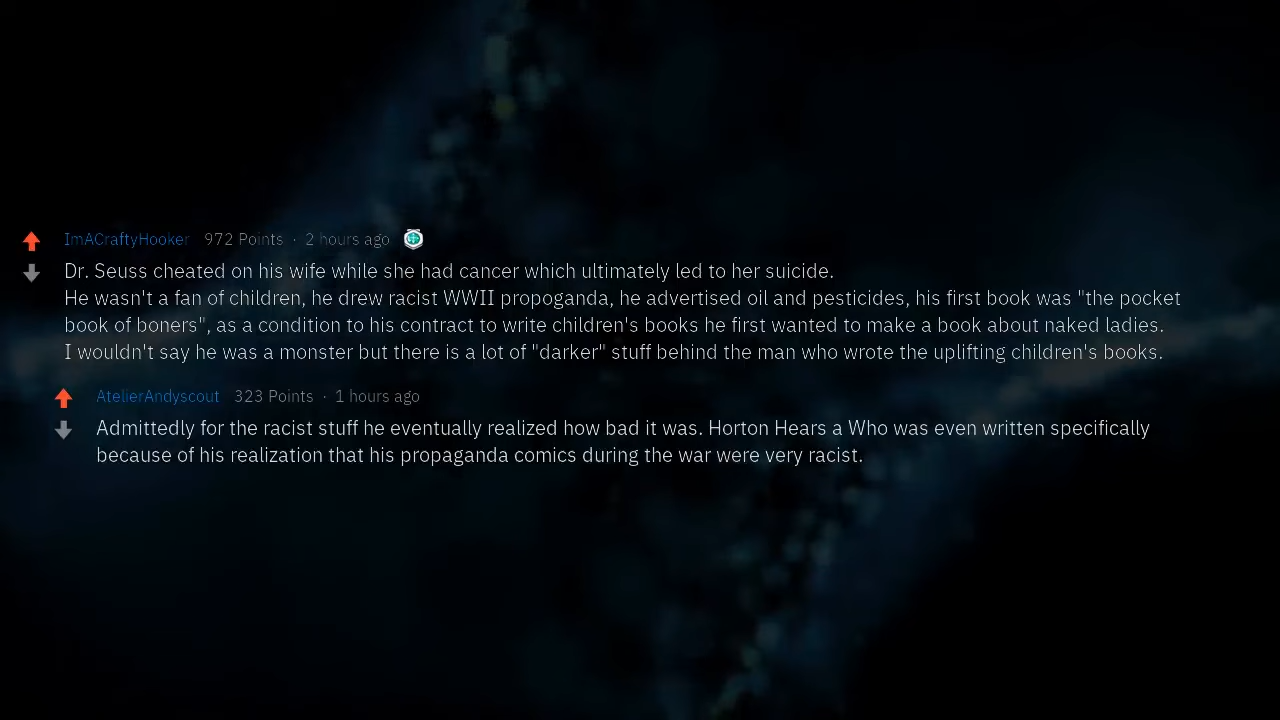 ImACraftyHooker 972 Points · 2 hours ago
Dr. Seuss cheated on his wife while she had cancer which ultimately led to her suicide.
He wasn't a fan of children, he drew racist WWII propoganda, he advertised oil and pesticides, his first book was "the pocket
book of boners", as a condition to his contract to write children's books he first wanted to make a book about naked ladies.
I wouldn't say he was a monster but there is a lot of "darker" stuff behind the man who wrote the uplifting children's books.
AtelierAndyscout 323 Points · 1 hours ago
Admittedly for the racist stuff he eventually realized how bad it was. Horton Hears a Who was even written specifically
because of his realization that his propaganda comics during the war were very racist.